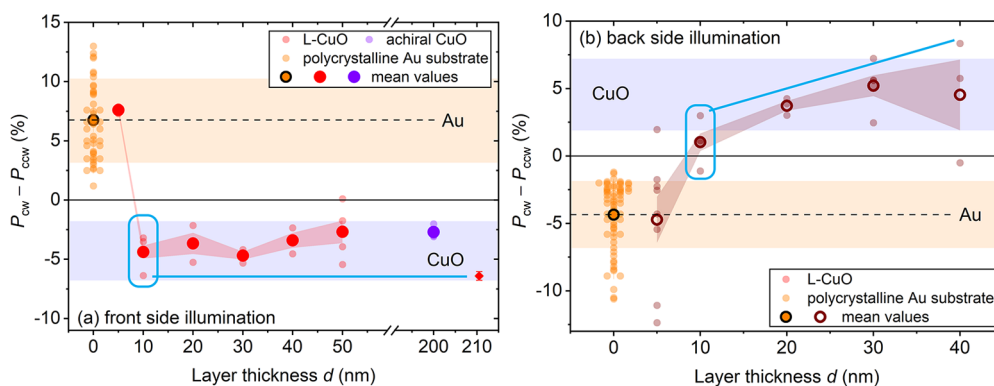 15
10
5
0
-5
-10
P_cw – P_ccw (%)
L-CuO
achiral CuO
polycrystalline Au substrate
mean values
Au
CuO
(a) front side illumination
0 10 20 30 40 50 200 210
Layer thickness d (nm)
10
5
0
-5
-10
P_cw – P_ccw (%)
(b) back side illumination
CuO
Au
L-CuO
polycrystalline Au substrate
mean values
0 10 20 30 40
Layer thickness d (nm)